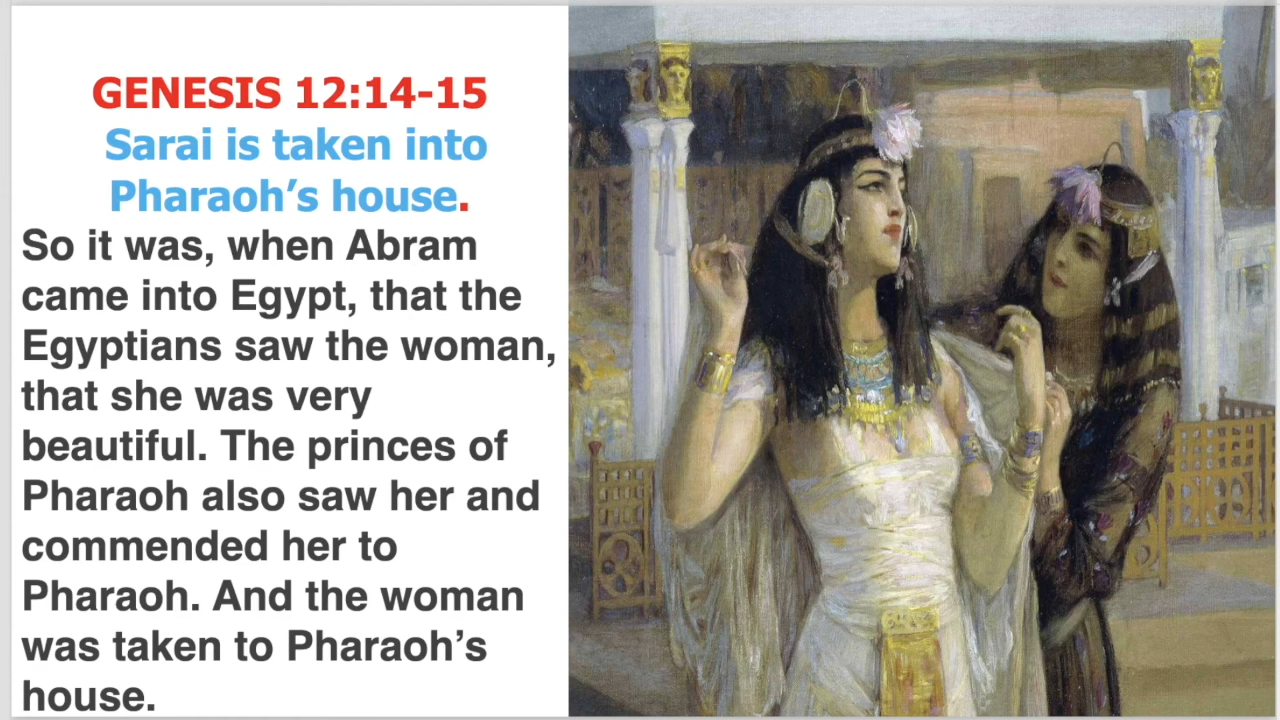 GENESIS 12:14-15
Sarai is taken into
Pharaoh’s house.
So it was, when Abram
came into Egypt, that the
Egyptians saw the woman,
that she was very
beautiful. The princes of
Pharaoh also saw her and
commended her to
Pharaoh. And the woman
was taken to Pharaoh’s
house.